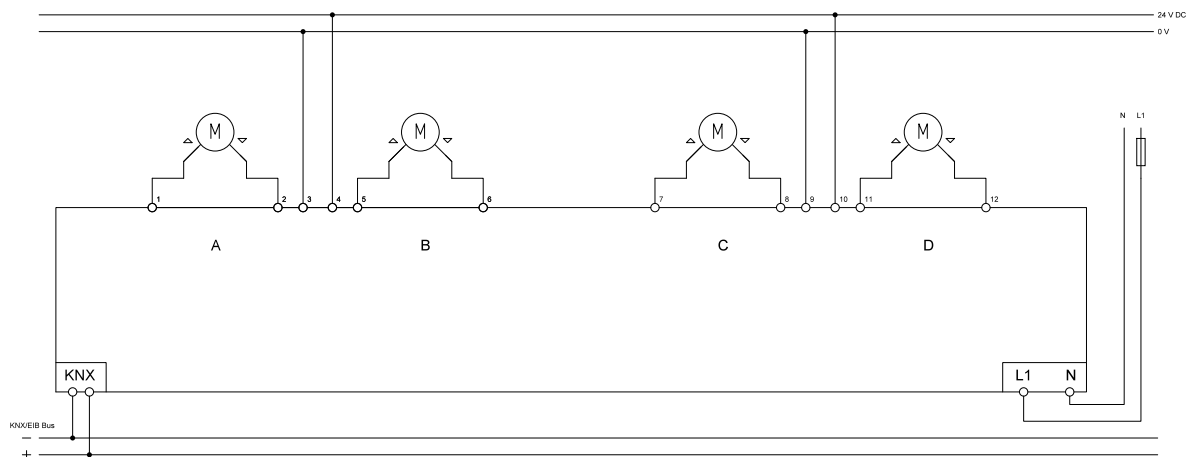 24 V DC
0 V
N L1
M M M M
1 2 3 4 5 6 7 8 9 10 11 12
A B C D
KNX
L1 N
KNX/EIB Bus
−
+